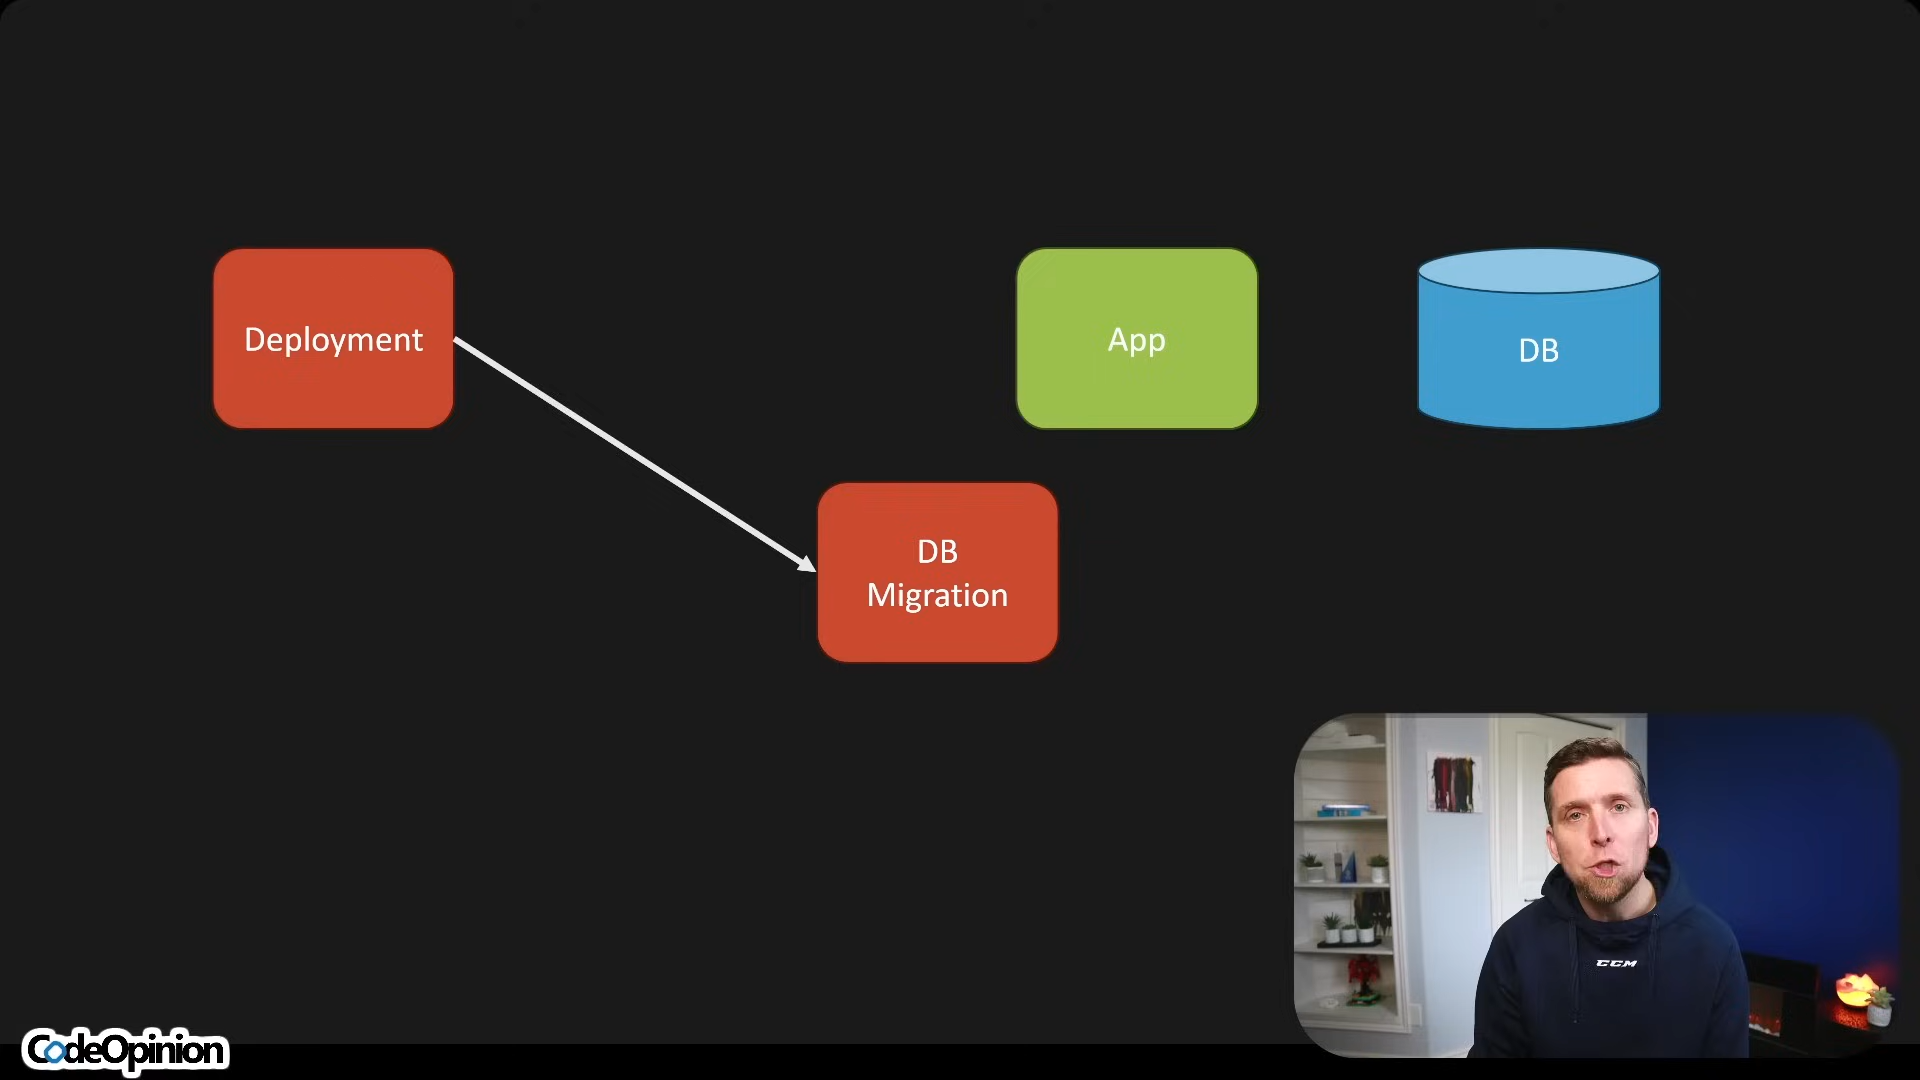 Deployment
App
DB
DB
Migration
CCM
CodeOpinion